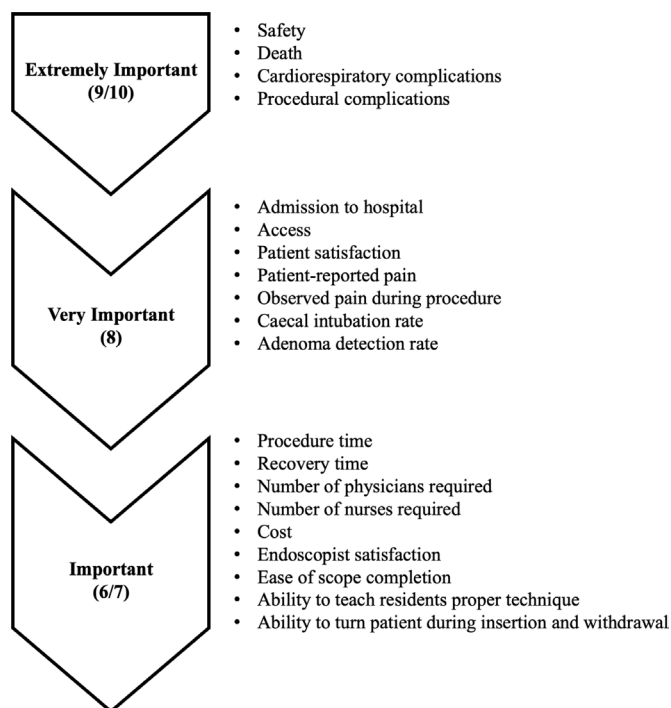 Extremely Important
(9/10)
• Safety
• Death
• Cardiorespiratory complications
• Procedural complications
Very Important
(8)
• Admission to hospital
• Access
• Patient satisfaction
• Patient-reported pain
• Observed pain during procedure
• Caecal intubation rate
• Adenoma detection rate
Important
(6/7)
• Procedure time
• Recovery time
• Number of physicians required
• Number of nurses required
• Cost
• Endoscopist satisfaction
• Ease of scope completion
• Ability to teach residents proper technique
• Ability to turn patient during insertion and withdrawal